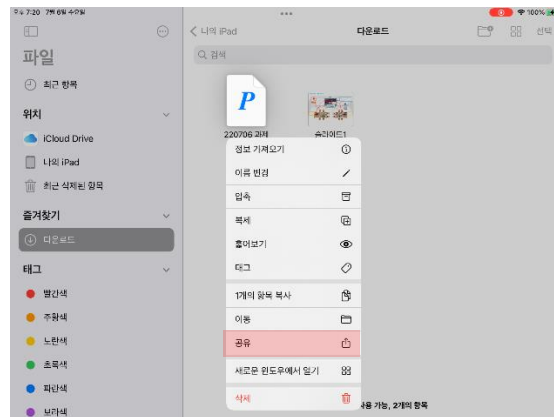 오후 7:20 7월 6일 수요일
100%
파일
최근 항목
위치
iCloud Drive
나의 iPad
최근 삭제된 항목
즐겨찾기
다운로드
태그
빨간색
주황색
노란색
초록색
파란색
보라색
나의 iPad
다운로드
선택
검색
P
220706 과제
슬라이드1
정보 가져오기
이름 변경
압축
복제
훑어보기
태그
1개의 항목 복사
이동
공유
새로운 윈도우에서 열기
삭제
사용 가능, 2개의 항목